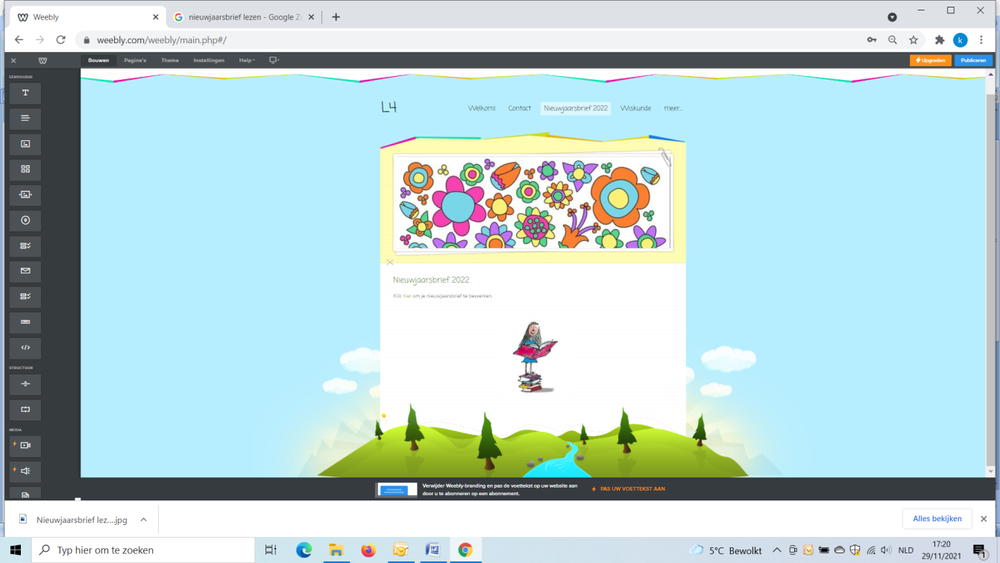 Weebly
nieuwjaarsbrief lezen - Google Zo
weebly.com/weebly/main.php#/
k
Bouwen Pagina's Thema Instellingen Help
Upgraden Publiceren
EENVOUDIG
STRUCTUUR
MEDIA
L4
Welkom! Contact Nieuwjaarsbrief 2022 Wiskunde meer...
Nieuwjaarsbrief 2022
Klik hier om je nieuwjaarsbrief te bewerken.
Verwijder Weebly-branding en pas de voettekst op uw website aan
door u te abonneren op een abonnement.
PAS UW VOETTEKST AAN
Nieuwjaarsbrief lez....jpg
Alles bekijken
Typ hier om te zoeken
5°C Bewolkt
NLD
17:20
29/11/2021
1